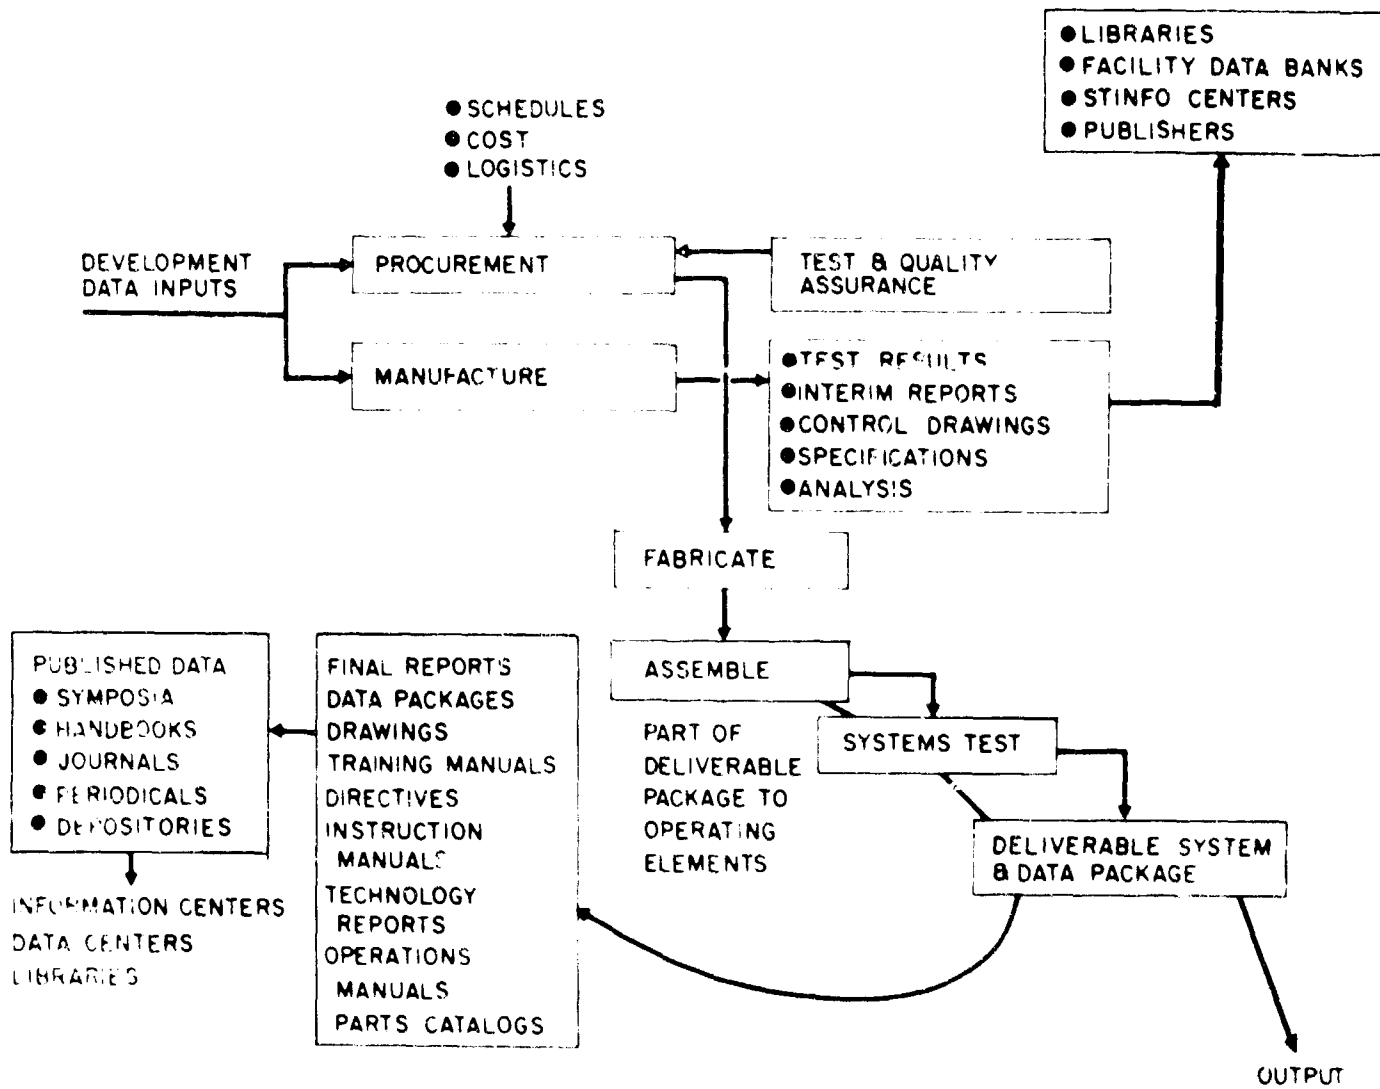 ● LIBRARIES
● FACILITY DATA BANKS
● STINFO CENTERS
● PUBLISHERS
● SCHEDULES
● COST
● LOGISTICS
DEVELOPMENT
DATA INPUTS
PROCUREMENT
TEST & QUALITY
ASSURANCE
MANUFACTURE
● TEST RESULTS
● INTERIM REPORTS
● CONTROL DRAWINGS
● SPECIFICATIONS
● ANALYSIS
FABRICATE
ASSEMBLE
PART OF
DELIVERABLE
PACKAGE TO
OPERATING
ELEMENTS
SYSTEMS TEST
DELIVERABLE SYSTEM
& DATA PACKAGE
OUTPUT
FINAL REPORTS
DATA PACKAGES
DRAWINGS
TRAINING MANUALS
DIRECTIVES
INSTRUCTION
MANUALS
TECHNOLOGY
REPORTS
OPERATIONS
MANUALS
PARTS CATALOGS
PUBLISHED DATA
● SYMPOSIA
● HANDBOOKS
● JOURNALS
● PERIODICALS
● DEPOSITORIES
INFORMATION CENTERS
DATA CENTERS
LIBRARIES